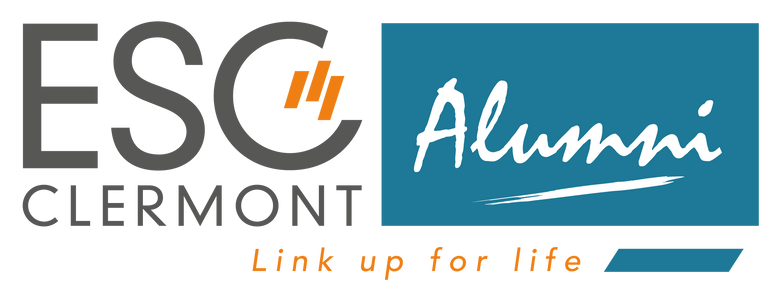 ESC
CLERMONT
Alumni
Link up for life